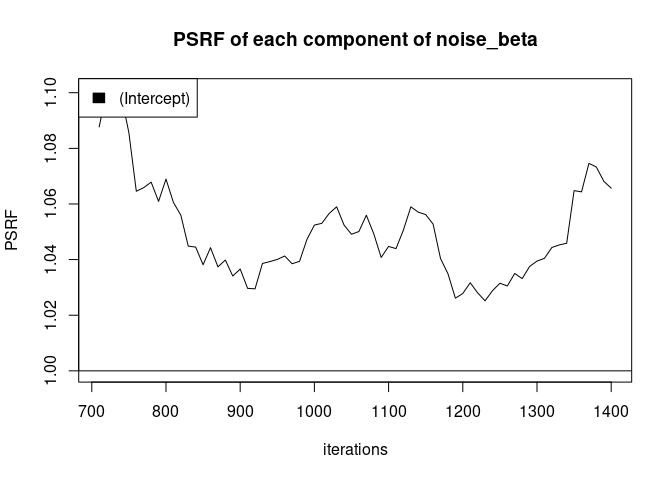 PSRF of each component of noise_beta
(Intercept)
PSRF
1.10
1.08
1.06
1.04
1.02
1.00
700 800 900 1000 1100 1200 1300 1400
iterations